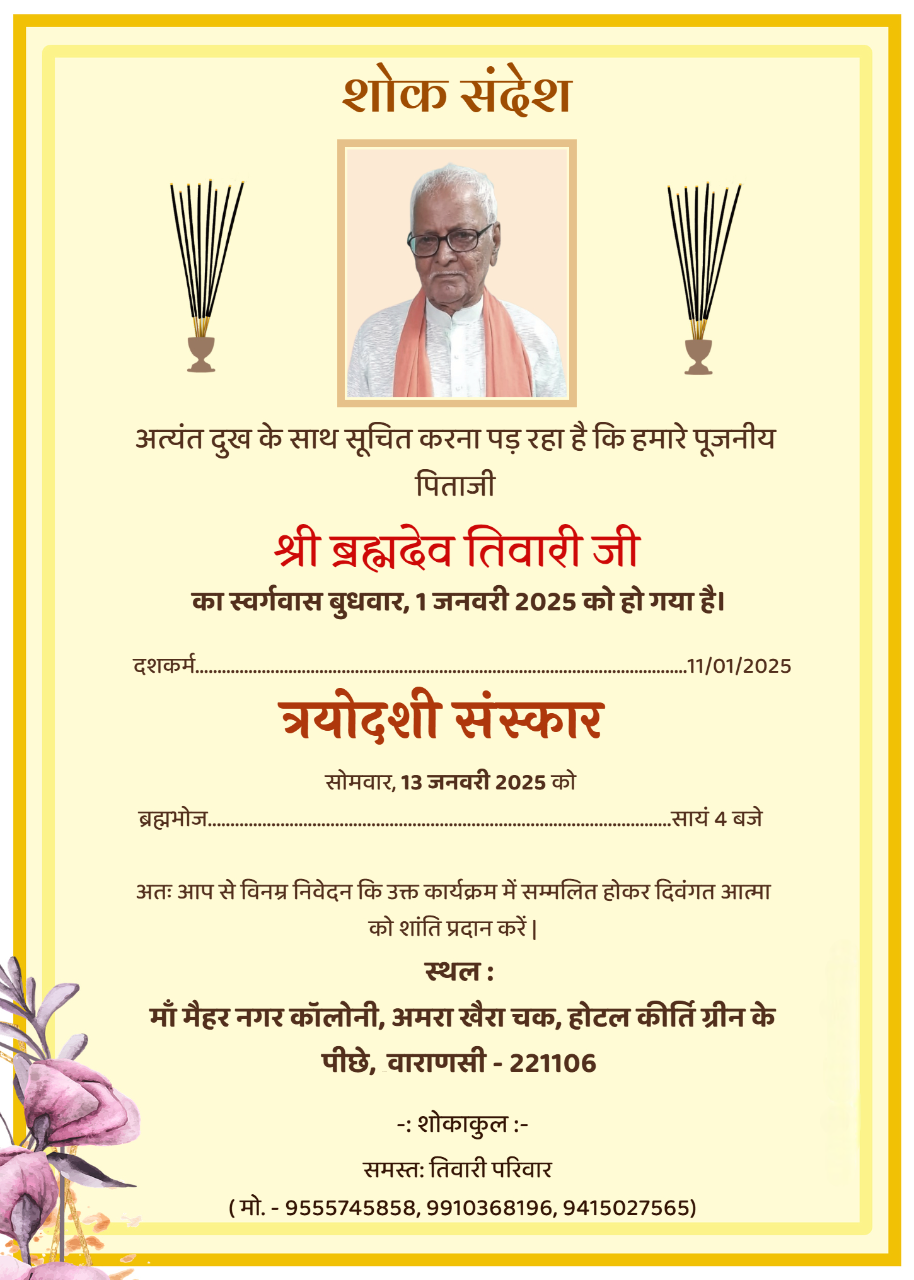 शोक संदेश
अत्यंत दुख के साथ सूचित करना पड़ रहा है कि हमारे पूजनीय
पिताजी
श्री ब्रह्मदेव तिवारी जी
का स्वर्गवास बुधवार, 1 जनवरी 2025 को हो गया है।
दशकर्म..............................................................................................................11/01/2025
त्रयोदशी संस्कार
सोमवार, 13 जनवरी 2025 को
ब्रह्मभोज........................................................................................................सायं 4 बजे
अतः आप से विनम्र निवेदन कि उक्त कार्यक्रम में सम्मलित होकर दिवंगत आत्मा
को शांति प्रदान करें |
स्थल :
माँ मैहर नगर कॉलोनी, अमरा खैरा चक, होटल कीर्ति ग्रीन के
पीछे, वाराणसी - 221106
-: शोकाकुल :-
समस्त: तिवारी परिवार
( मो. - 9555745858, 9910368196, 9415027565)